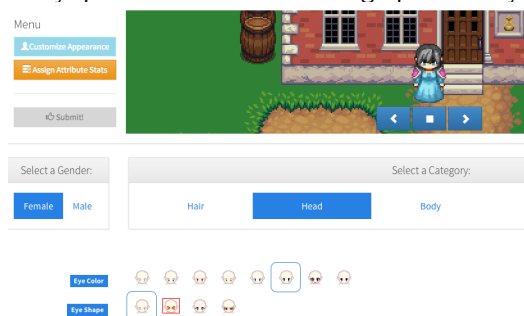 Menu
Customize Appearance
Assign Attribute Stats
Submit!
Select a Gender:
Select a Category:
Female
Male
Hair
Head
Body
Eye Color
Eye Shape